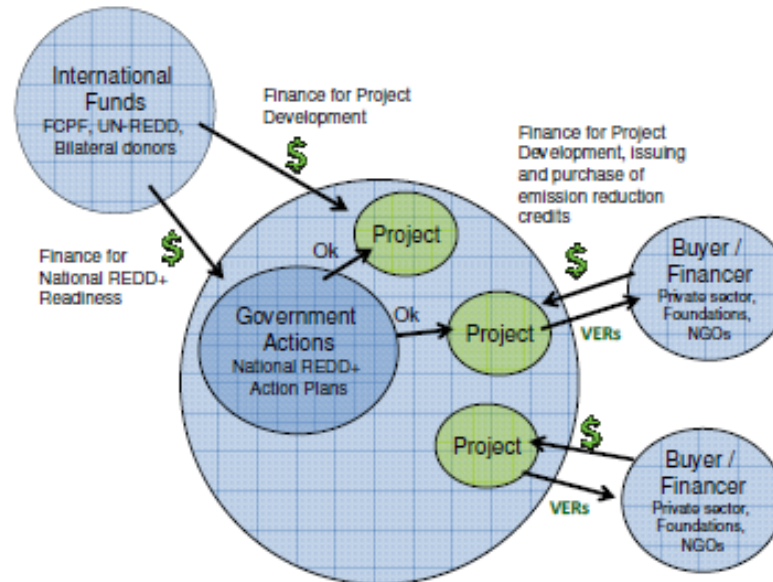 International
Funds
FCPF, UN-REDD,
Bilateral donors
Finance for Project
Development
$
Finance for Project
Development, issuing
and purchase of
emission reduction
credits
$
Finance for
National REDD+
Readiness
$
Ok
Project
Buyer /
Financer
Private sector,
Foundations,
NGOs
Government
Actions
National REDD+
Action Plans
Ok
Project
VERs
Project
$
VERs
Buyer /
Financer
Private sector,
Foundations,
NGOs